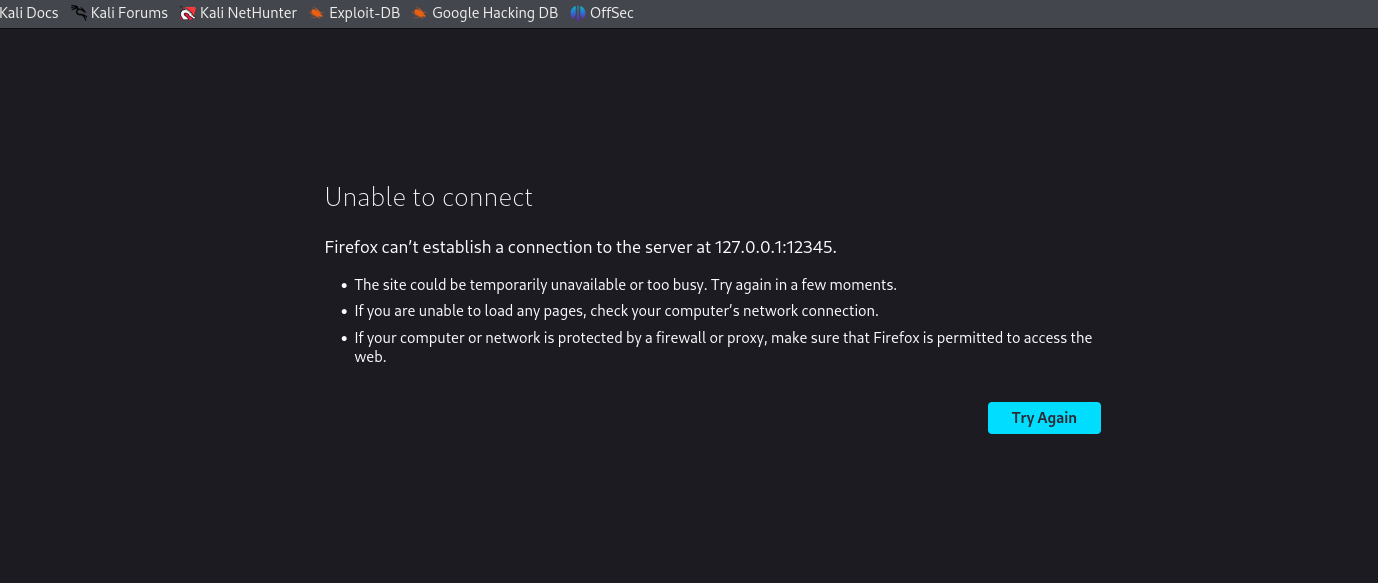 Kali Docs Kali Forums Kali NetHunter Exploit-DB Google Hacking DB OffSec
Unable to connect
Firefox can’t establish a connection to the server at 127.0.0.1:12345.
• The site could be temporarily unavailable or too busy. Try again in a few moments.
• If you are unable to load any pages, check your computer’s network connection.
• If your computer or network is protected by a firewall or proxy, make sure that Firefox is permitted to access the
web.
Try Again